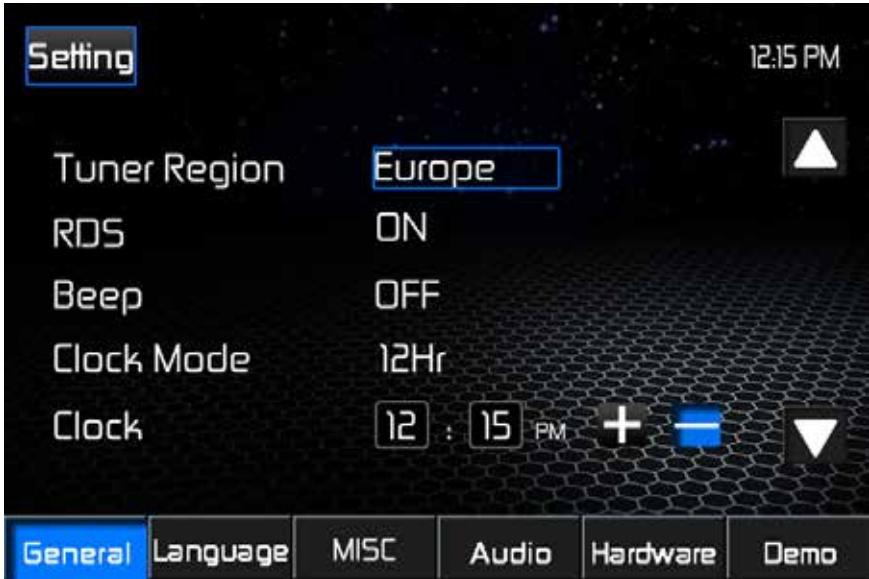 Setting 12:15 PM
Tuner Region Europe
RDS ON
Beep OFF
Clock Mode 12Hr
Clock 12 : 15 PM + −
General Language MISC Audio Hardware Demo